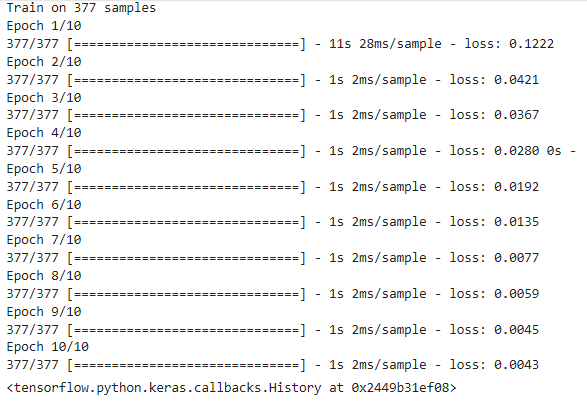 Train on 377 samples
Epoch 1/10
377/377 [==============================] - 11s 28ms/sample - loss: 0.1222
Epoch 2/10
377/377 [==============================] - 1s 2ms/sample - loss: 0.0421
Epoch 3/10
377/377 [==============================] - 1s 2ms/sample - loss: 0.0367
Epoch 4/10
377/377 [==============================] - 1s 2ms/sample - loss: 0.0280 0s -
Epoch 5/10
377/377 [==============================] - 1s 2ms/sample - loss: 0.0192
Epoch 6/10
377/377 [==============================] - 1s 2ms/sample - loss: 0.0135
Epoch 7/10
377/377 [==============================] - 1s 2ms/sample - loss: 0.0077
Epoch 8/10
377/377 [==============================] - 1s 2ms/sample - loss: 0.0059
Epoch 9/10
377/377 [==============================] - 1s 2ms/sample - loss: 0.0045
Epoch 10/10
377/377 [==============================] - 1s 2ms/sample - loss: 0.0043
<tensorflow.python.keras.callbacks.History at 0x2449b31ef08>